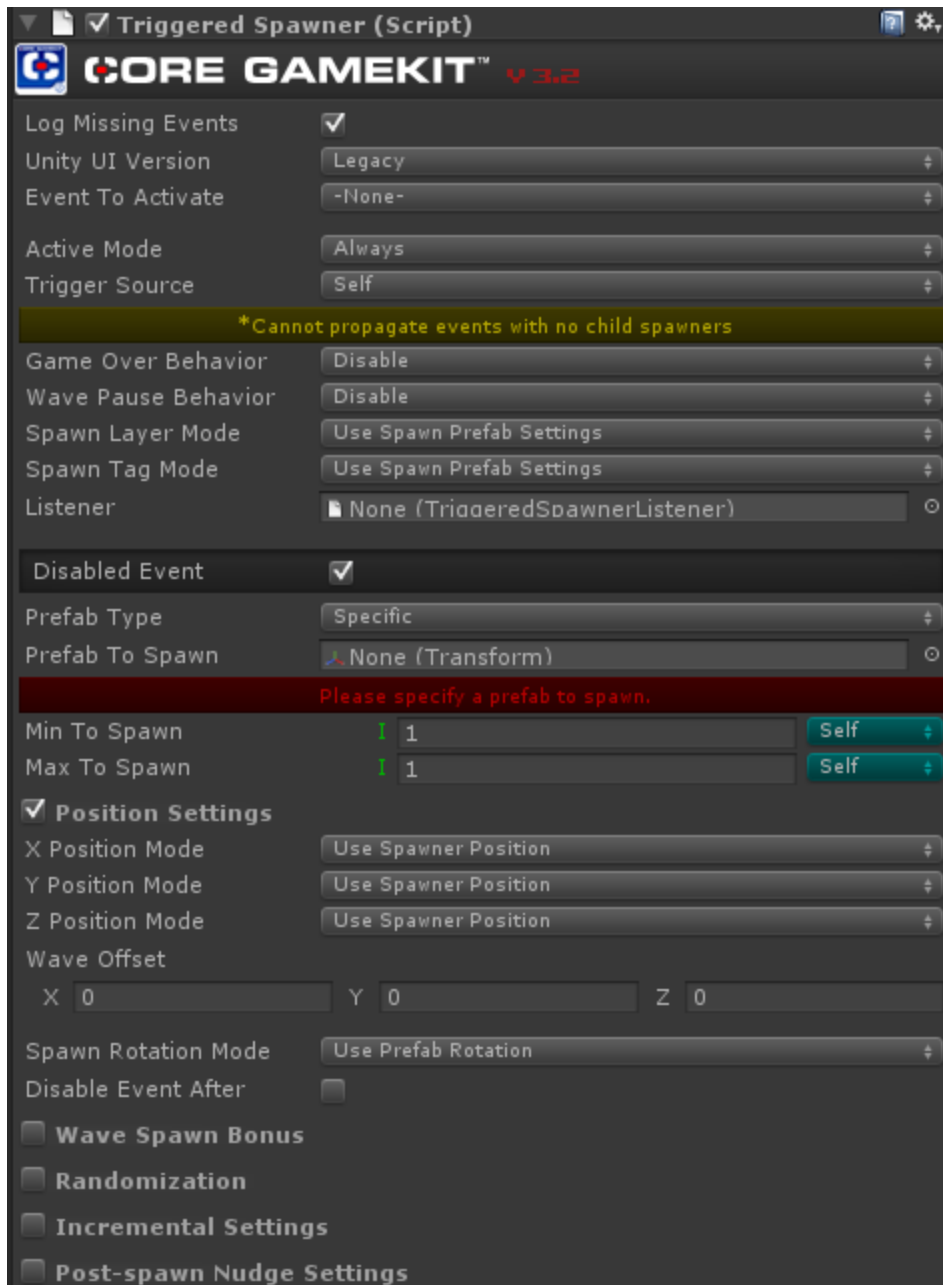 Triggered Spawner (Script)
CORE GAMEKIT™ V 3.2
Log Missing Events
Unity UI Version Legacy
Event To Activate -None-
Active Mode Always
Trigger Source Self
*Cannot propagate events with no child spawners
Game Over Behavior Disable
Wave Pause Behavior Disable
Spawn Layer Mode Use Spawn Prefab Settings
Spawn Tag Mode Use Spawn Prefab Settings
Listener None (TriggeredSpawnerListener)
Disabled Event
Prefab Type Specific
Prefab To Spawn None (Transform)
Please specify a prefab to spawn.
Min To Spawn I 1 Self
Max To Spawn I 1 Self
Position Settings
X Position Mode Use Spawner Position
Y Position Mode Use Spawner Position
Z Position Mode Use Spawner Position
Wave Offset
X 0 Y 0 Z 0
Spawn Rotation Mode Use Prefab Rotation
Disable Event After
Wave Spawn Bonus
Randomization
Incremental Settings
Post-spawn Nudge Settings